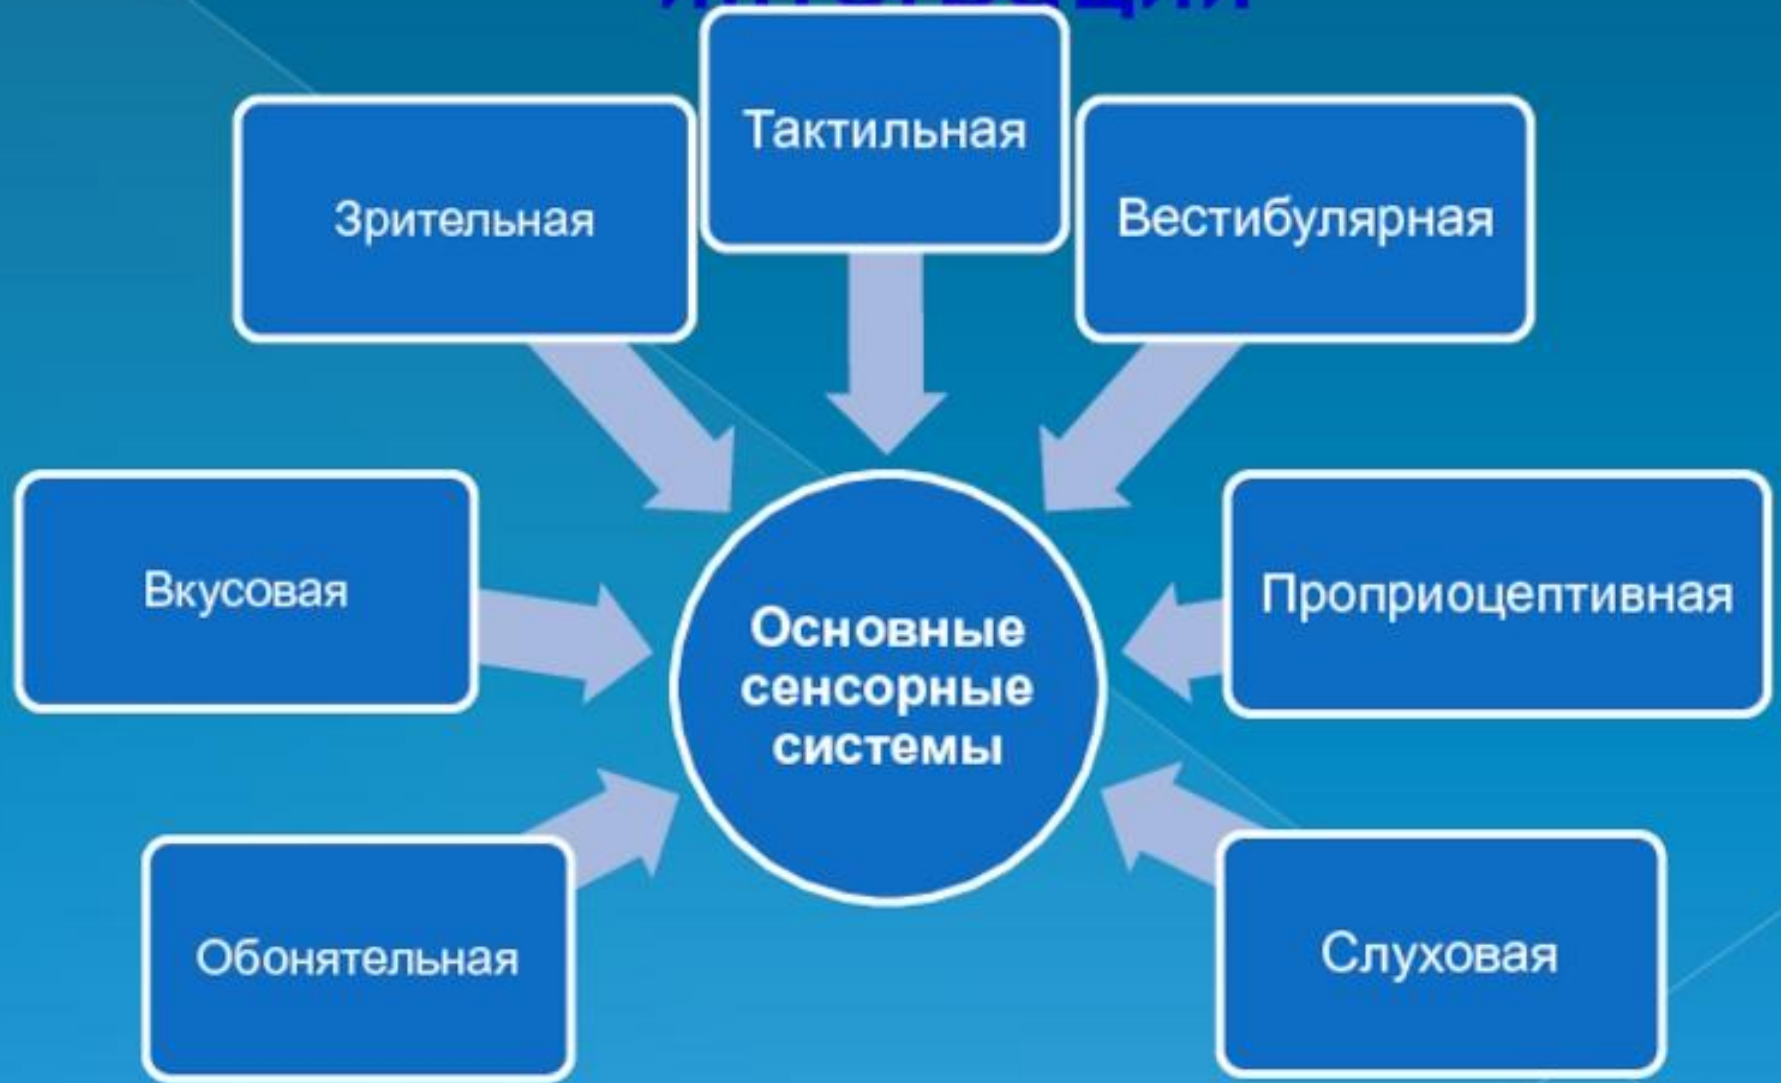 Тактильная
Зрительная
Вестибулярная
Вкусовая
Проприоцептивная
Основные
сенсорные
системы
Обонятельная
Слуховая